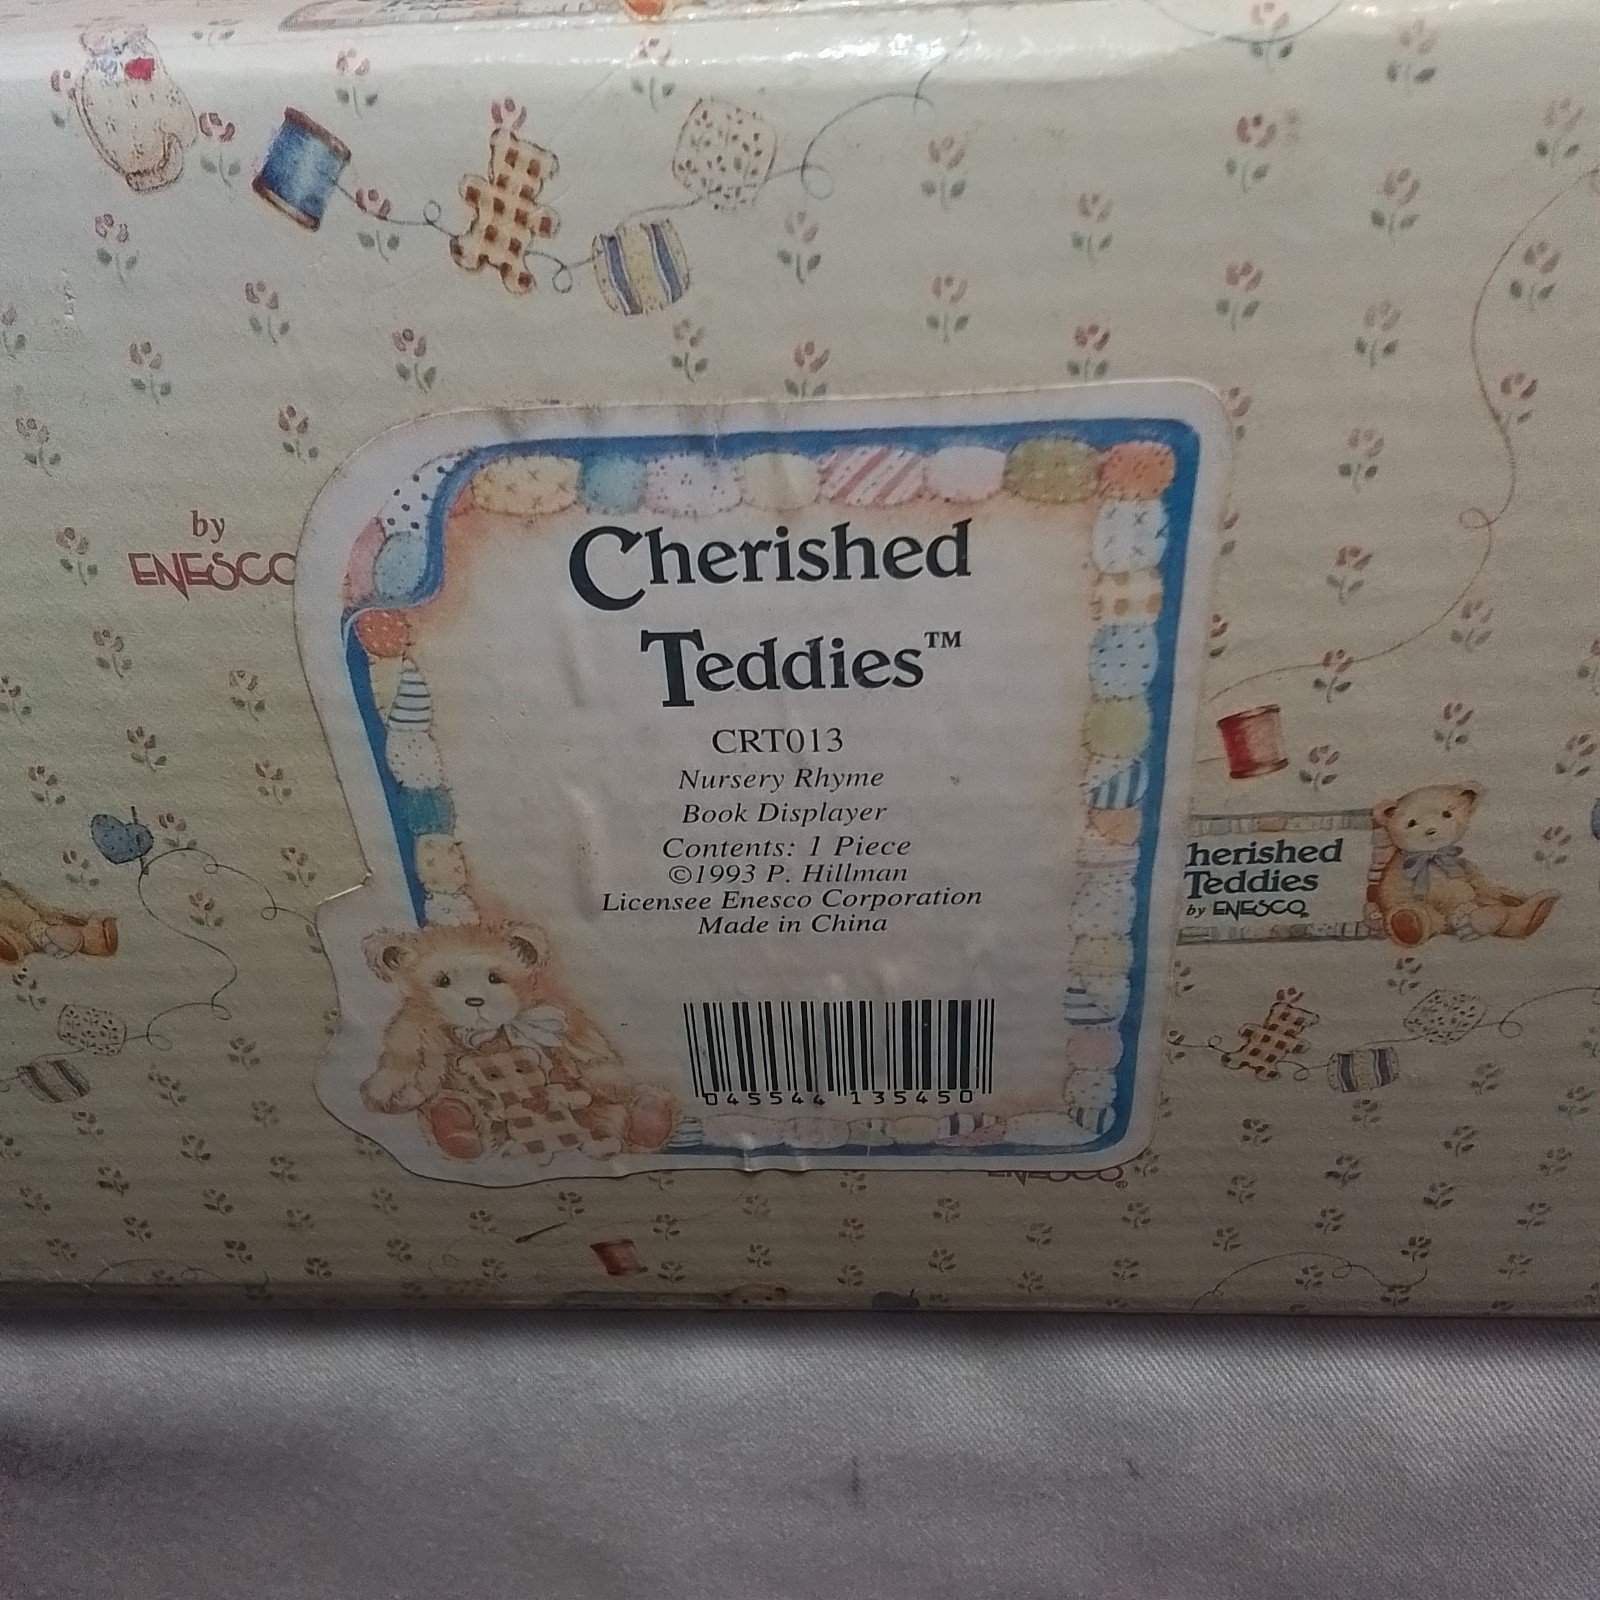 by
ENESCO
Cherished
Teddies™
CRT013
Nursery Rhyme
Book Displayer
Contents: 1 Piece
©1993 P. Hillman
Licensee Enesco Corporation
Made in China
045544 135450
herished
Teddies
by ENESCO
ENESCO®